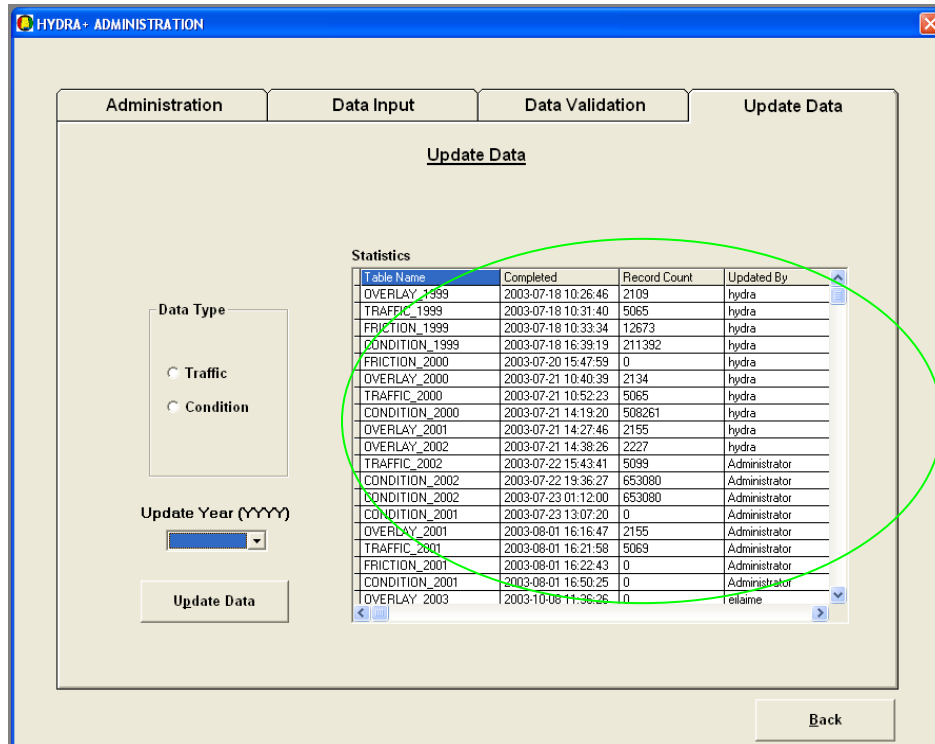 HYDRA+ ADMINISTRATION
Administration Data Input Data Validation Update Data
Update Data
Statistics
Table Name Completed Record Count Updated By
OVERLAY_1999 2003-07-18 10:26:46 2109 hydra
TRAFFIC_1999 2003-07-18 10:31:40 5065 hydra
FRICTION_1999 2003-07-18 10:33:34 12673 hydra
CONDITION_1999 2003-07-18 16:39:19 211392 hydra
FRICTION_2000 2003-07-20 15:47:59 0 hydra
OVERLAY_2000 2003-07-21 10:40:39 2134 hydra
TRAFFIC_2000 2003-07-21 10:52:23 5065 hydra
CONDITION_2000 2003-07-21 14:19:20 508261 hydra
OVERLAY_2001 2003-07-21 14:27:46 2155 hydra
OVERLAY_2002 2003-07-21 14:38:26 2227 hydra
TRAFFIC_2002 2003-07-22 15:43:41 5099 Administrator
CONDITION_2002 2003-07-22 19:36:27 653080 Administrator
CONDITION_2002 2003-07-23 01:12:00 653080 Administrator
CONDITION_2001 2003-07-23 13:07:20 0 Administrator
OVERLAY_2001 2003-08-01 16:16:47 2155 Administrator
TRAFFIC_2001 2003-08-01 16:21:58 5069 Administrator
FRICTION_2001 2003-08-01 16:22:43 0 Administrator
CONDITION_2001 2003-08-01 16:50:25 0 Administrator
OVERLAY_2003 2003-10-08 11:36:26 0 eilaime
Data Type
Traffic
Condition
Update Year (YYYY)
Update Data
Back